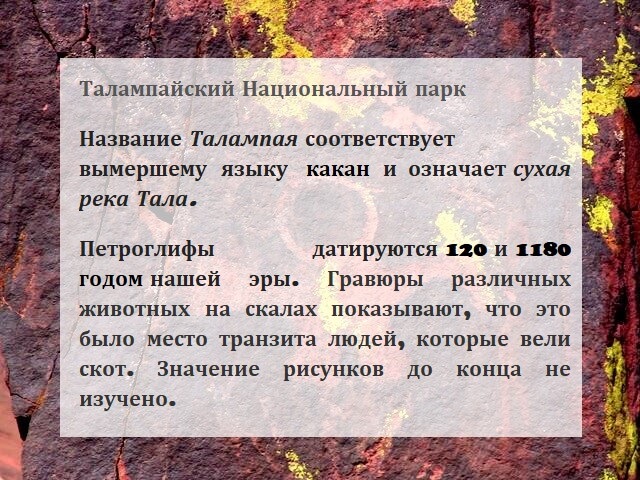 Талампайский Национальный парк
Название Талампая соответствует
вымершему языку какан и означает сухая
река Тала.
Петроглифы датируются 120 и 1180
годом нашей эры. Гравюры различных
животных на скалах показывают, что это
было место транзита людей, которые вели
скот. Значение рисунков до конца не
изучено.